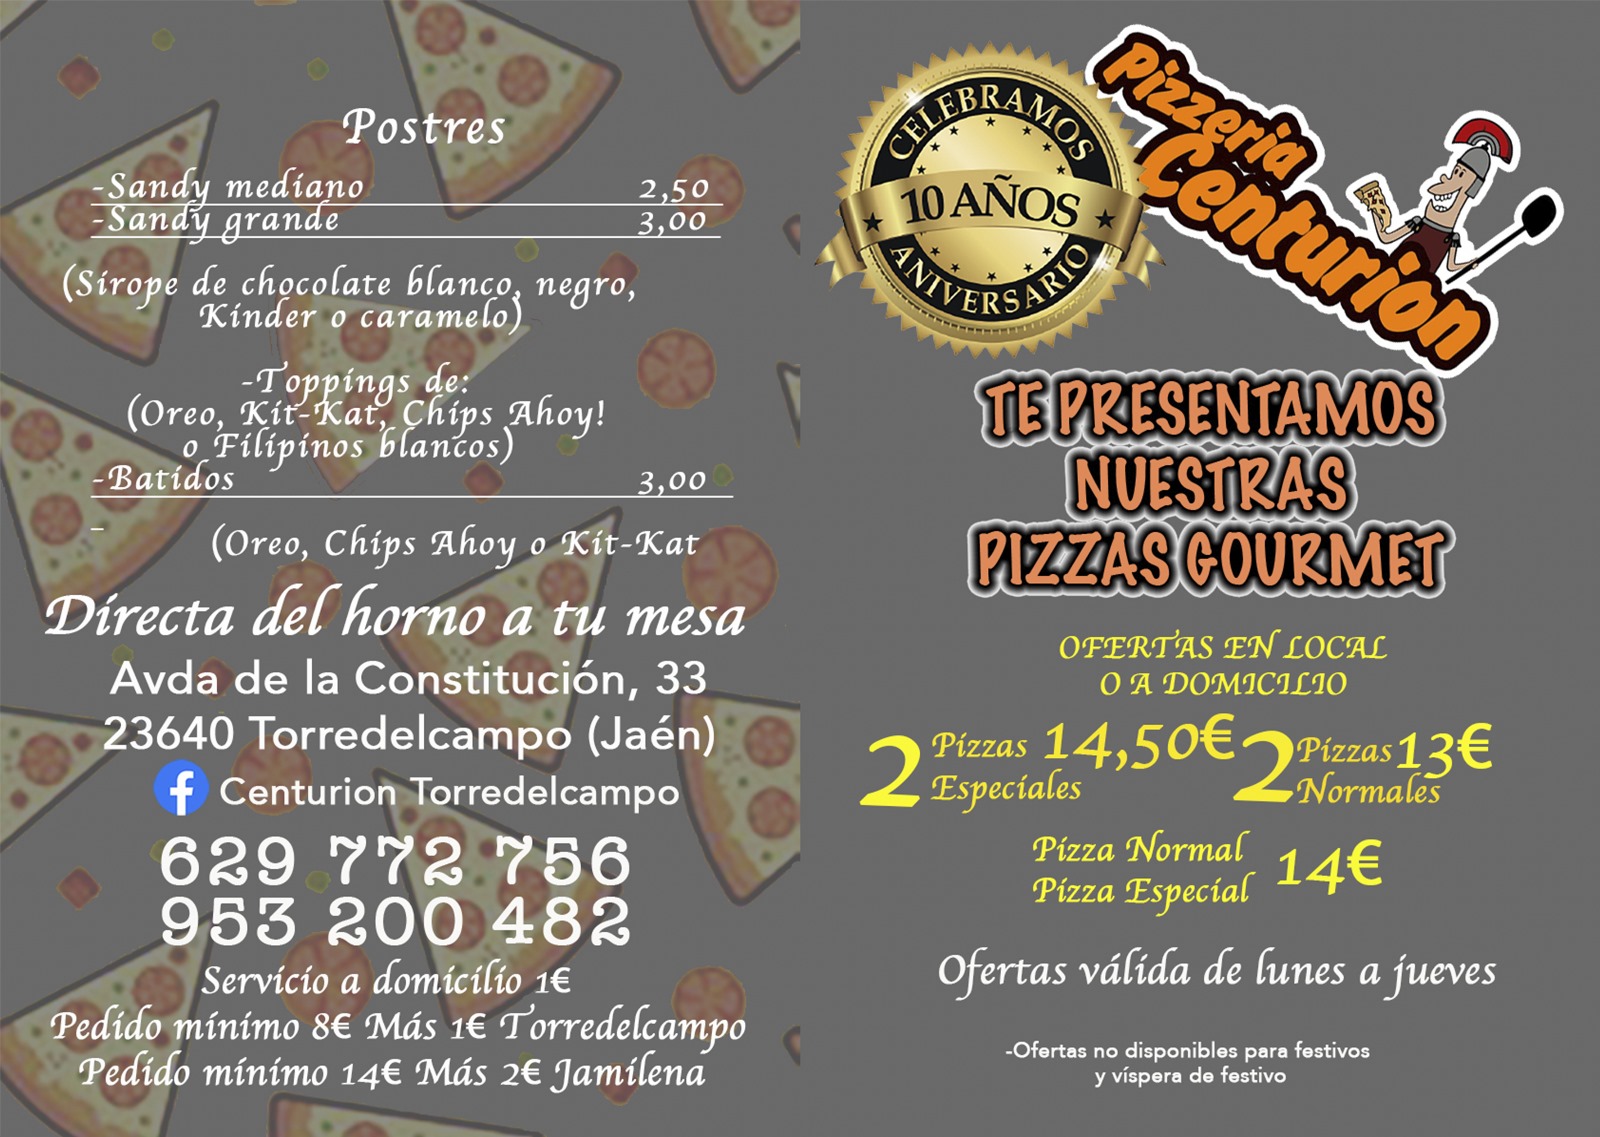 Postres
-Sandy mediano 2,50
-Sandy grande 3,00
(Sirope de chocolate blanco, negro,
Kinder o caramelo)
-Toppings de:
(Oreo, Kit-Kat, Chips Ahoy!
o Filipinos blancos)
-Batidos 3,00
-
(Oreo, Chips Ahoy o Kit-Kat
Directa del horno a tu mesa
Avda de la Constitución, 33
23640 Torredelcampo (Jaén)
f Centurion Torredelcampo
629 772 756
953 200 482
Servicio a domicilio 1€
Pedido mínimo 8€ Más 1€ Torredelcampo
Pedido mínimo 14€ Más 2€ Jamilena
CELEBRAMOS
10 AÑOS
ANIVERSARIO
Pizzeria
Centurion
TE PRESENTAMOS
NUESTRAS
PIZZAS GOURMET
OFERTAS EN LOCAL
O A DOMICILIO
2 Pizzas Especiales 14,50€
2 Pizzas Normales 13€
Pizza Normal
Pizza Especial
14€
Ofertas válida de lunes a jueves
-Ofertas no disponibles para festivos
y víspera de festivo